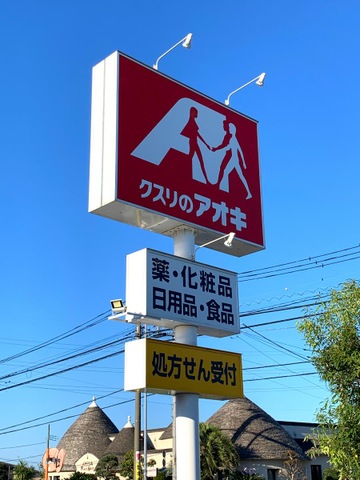 クスリのアオキ
薬・化粧品
日用品・食品
処方せん受付